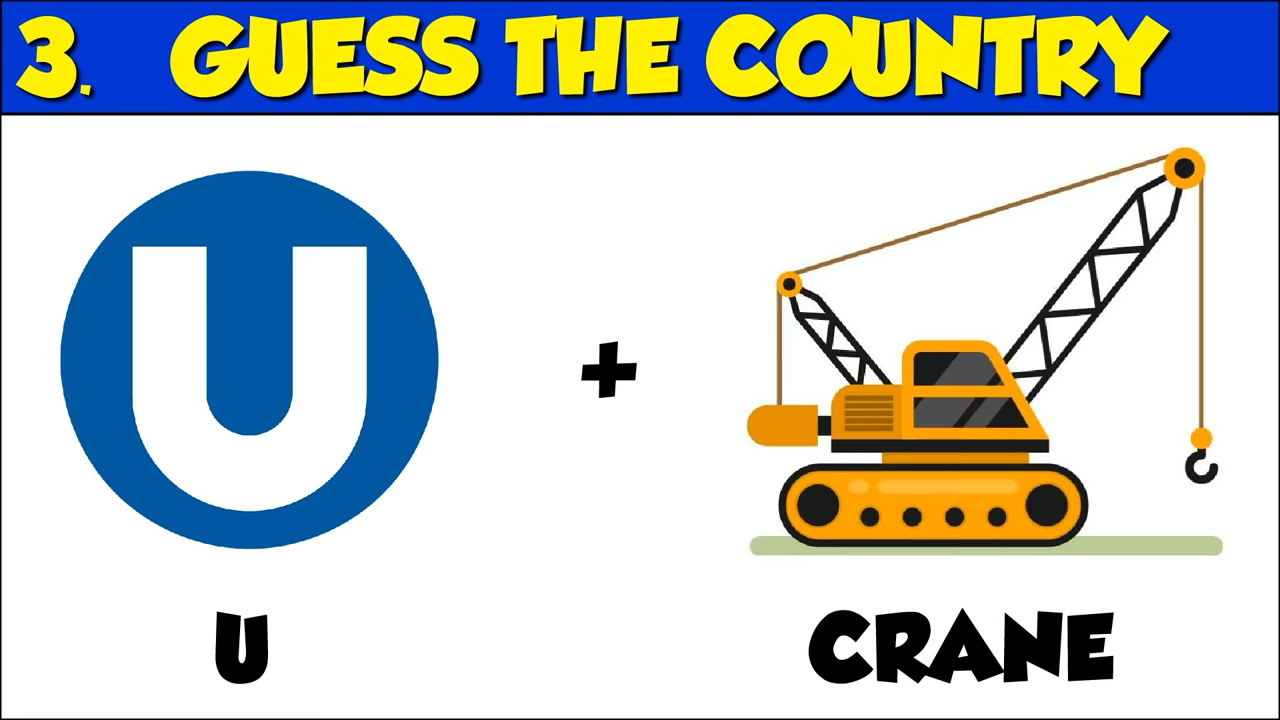 3. GUESS THE COUNTRY
U
+
U CRANE